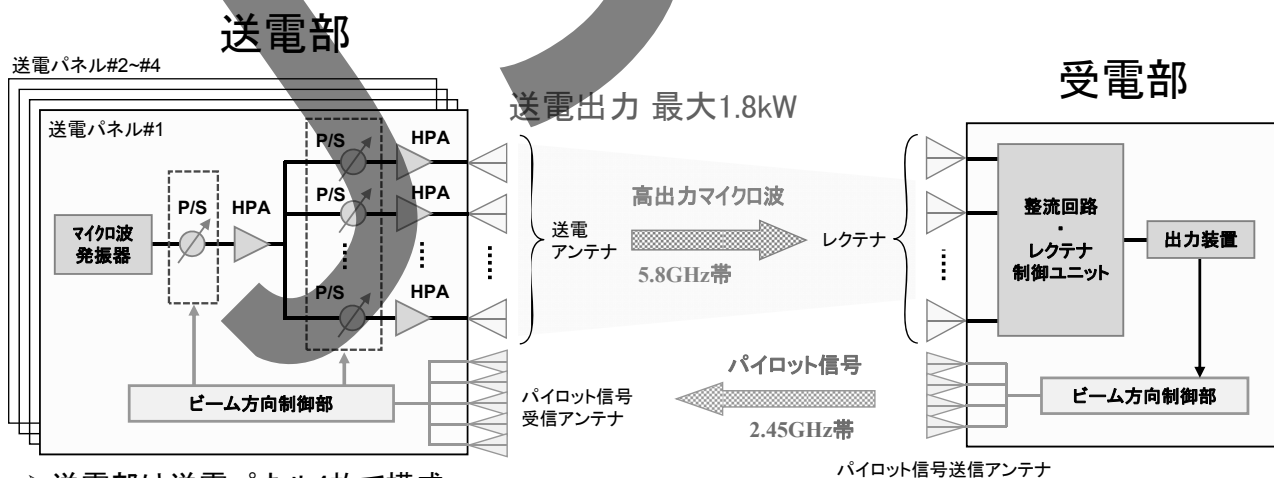 送電部
送電パネル#2~#4
送電パネル#1
マイクロ波
発振器
P/S
HPA
P/S
HPA
P/S
HPA
P/S
HPA
ビーム方向制御部
送電出力 最大1.8kW
送電
アンテナ
高出力マイクロ波
5.8GHz帯
レクテナ
パイロット信号
受信アンテナ
パイロット信号
2.45GHz帯
受電部
整流回路
・
レクテナ
制御ユニット
出力装置
ビーム方向制御部
パイロット信号送信アンテナ